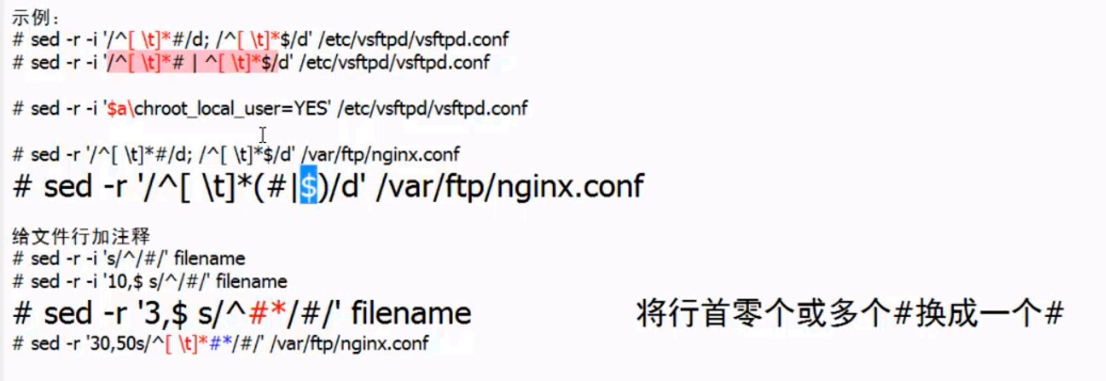 示例:
# sed -r -i '/^[ \t]*#/d; /^[ \t]*$/d' /etc/vsftpd/vsftpd.conf
# sed -r -i '/^[ \t]*# | ^[ \t]*$/d' /etc/vsftpd/vsftpd.conf
# sed -r -i '$a\chroot_local_user=YES' /etc/vsftpd/vsftpd.conf
# sed -r '/^[ \t]*#/d; /^[ \t]*$/d' /var/ftp/nginx.conf
# sed -r '/^[ \t]*(#|$)/d' /var/ftp/nginx.conf
给文件行加注释
# sed -r -i 's/^/#/' filename
# sed -r -i '10,$ s/^/#/' filename
# sed -r '3,$ s/^#*/#/' filename 将行首零个或多个#换成一个#
# sed -r '30,50s/^[ \t]*#*/#/' /var/ftp/nginx.conf